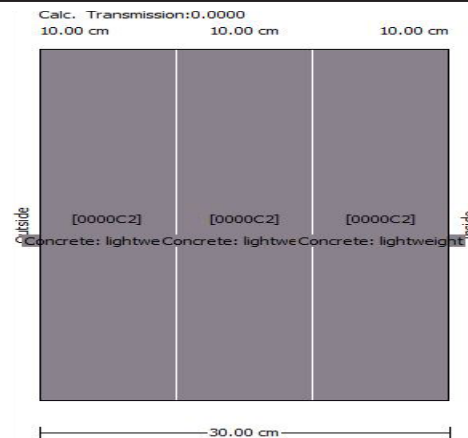 Calc. Transmission:0.0000
10.00 cm 10.00 cm 10.00 cm
[0000C2] [0000C2] [0000C2]
Concrete: lightwe Concrete: lightwe Concrete: lightweight
30.00 cm